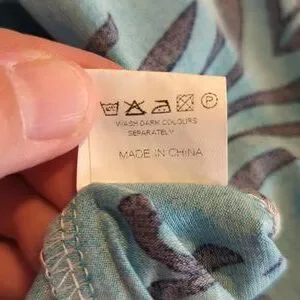 P
WASH DARK COLOURS
SEPARATELY
MADE IN CHINA